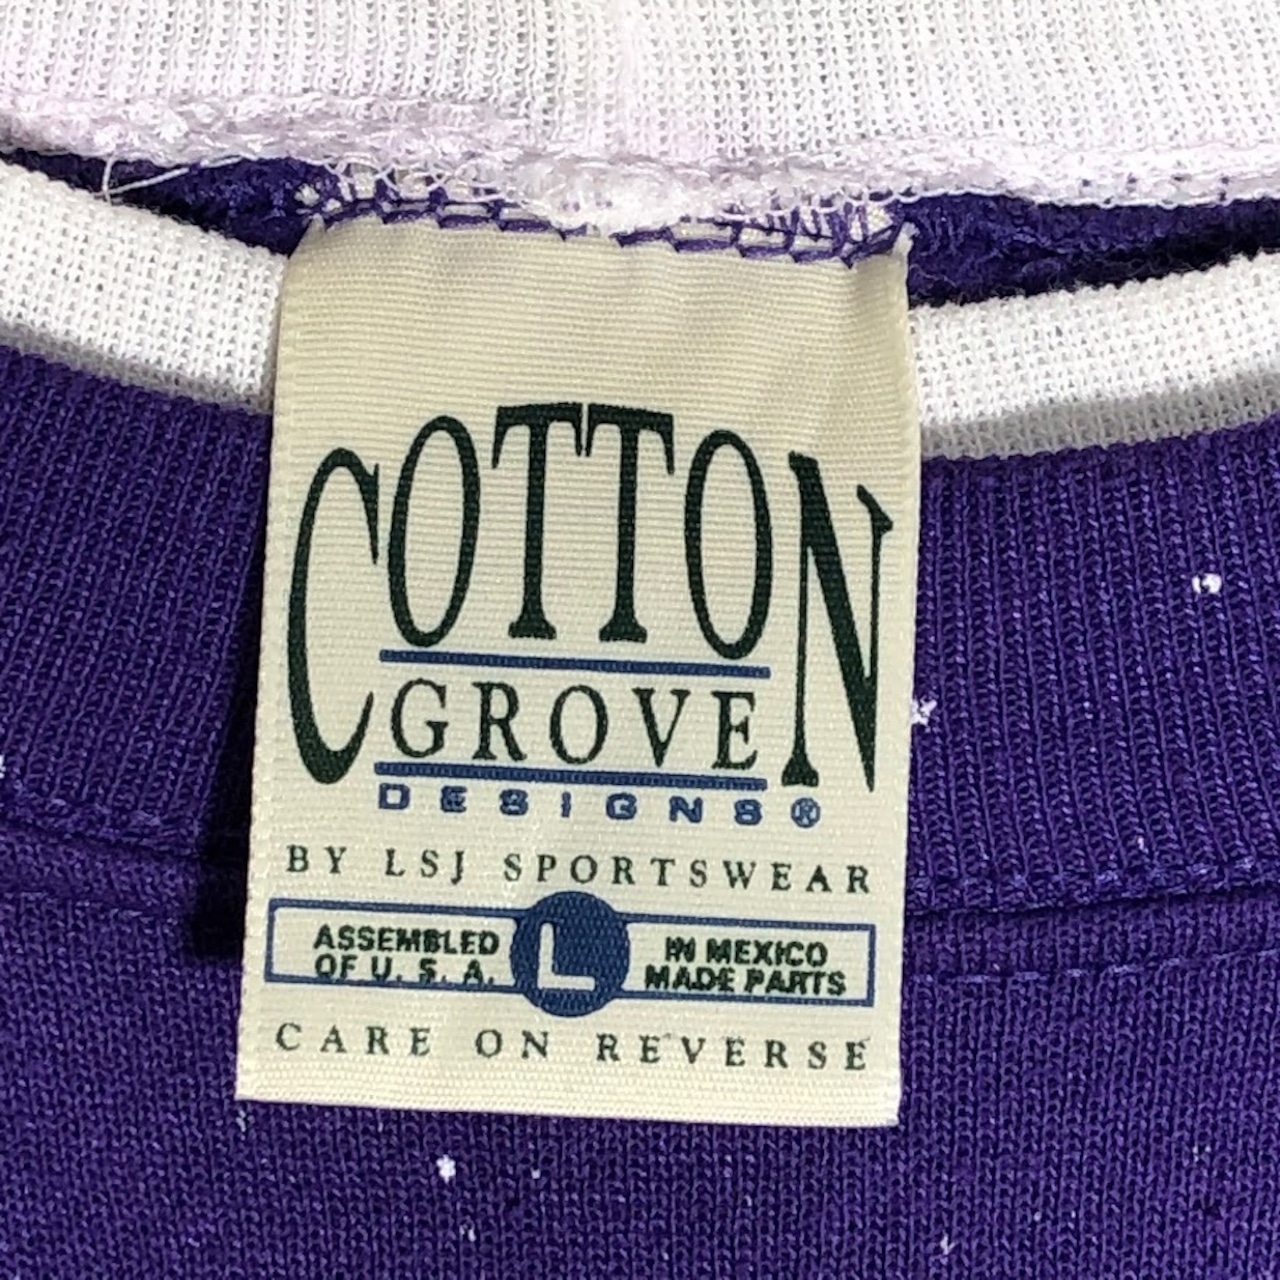 COTTON
GROVE
DESIGNS®
BY LSJ SPORTSWEAR
ASSEMBLED IN MEXICO
OF U. S. A. MADE PARTS
L
CARE ON REVERSE